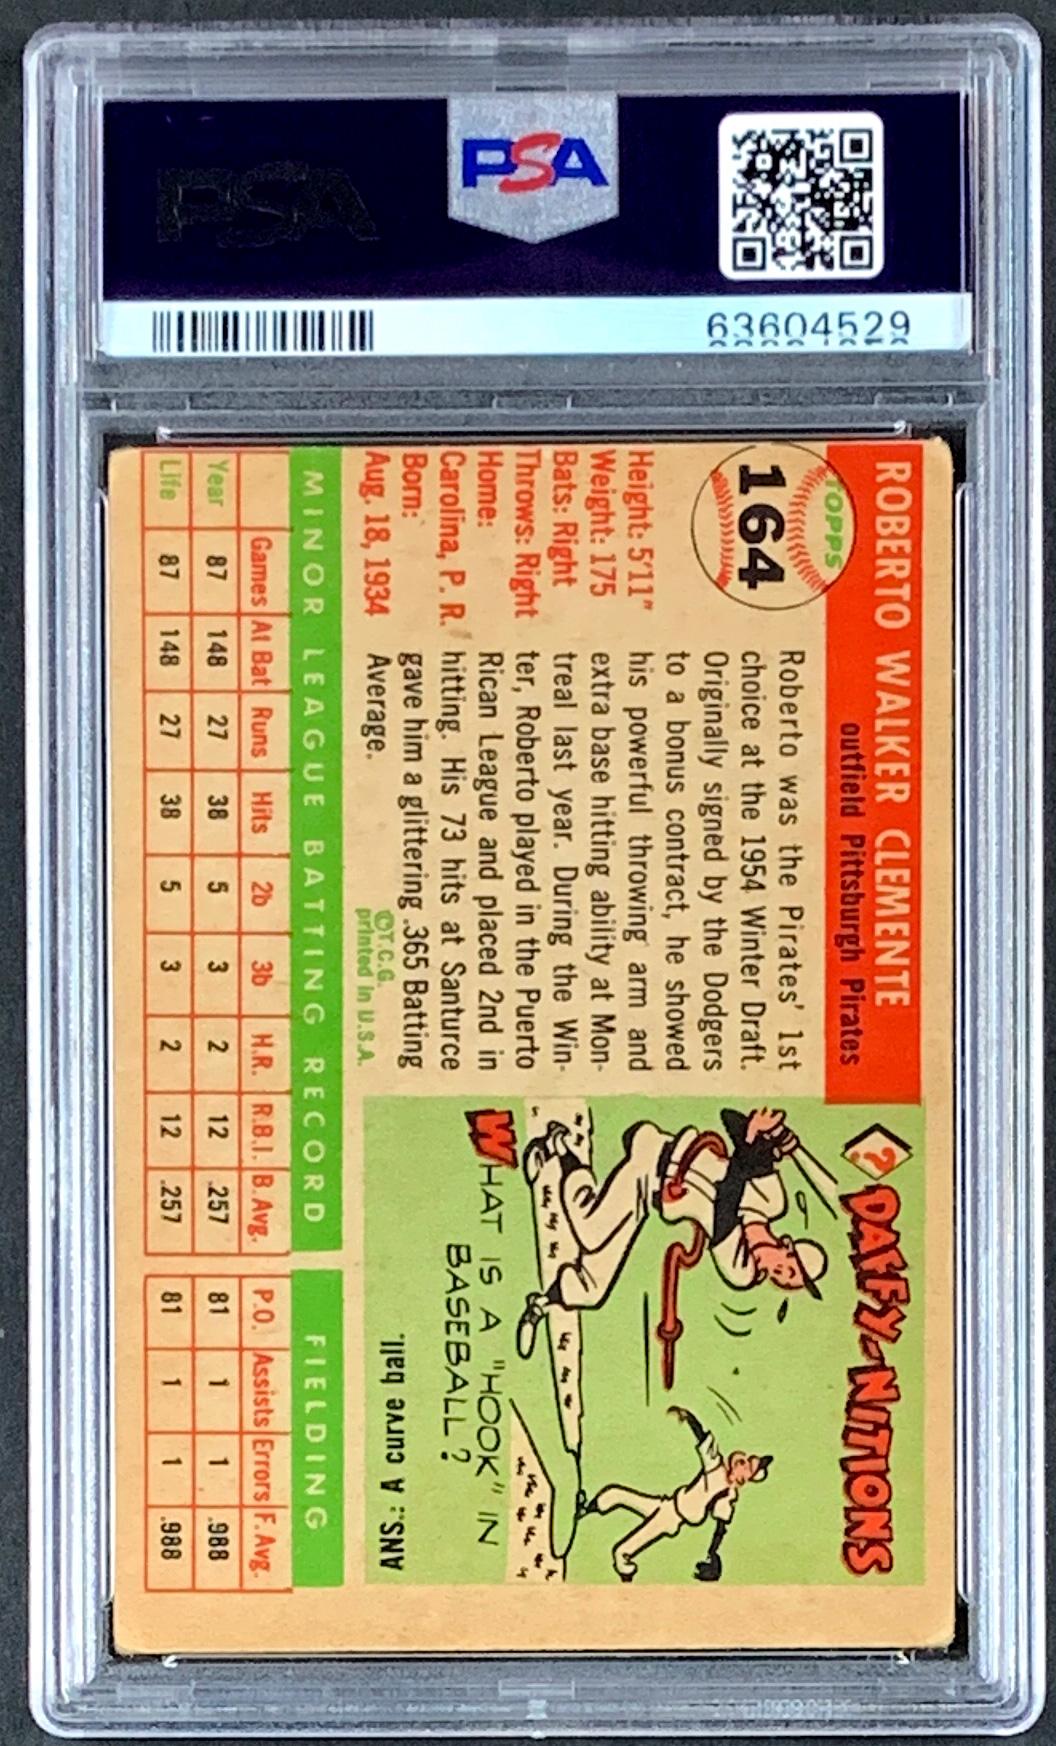 PSA
PSA
63604529
ROBERTO WALKER CLEMENTE
outfield Pittsburgh Pirates
TOPPS
164
Height: 5'11"
Weight: 175
Bats: Right
Throws: Right
Home:
Carolina, P. R.
Born:
Aug. 18, 1934
Roberto was the Pirates' 1st
choice at the 1954 Winter Draft.
Originally signed by the Dodgers
to a bonus contract, he showed
his powerful throwing arm and
extra base hitting ability at Mon-
treal last year. During the Win-
ter, Roberto played in the Puerto
Rican League and placed 2nd in
hitting. His 73 hits at Santurce
gave him a glittering .365 Batting
Average.
©T.C.G.
printed in U.S.A.
? DAFFY-NITIONS
WHAT IS A "HOOK" IN
BASEBALL?
ANS.: A curve ball.
MINOR LEAGUE BATTING RECORD FIELDING
Games At Bat Runs Hits 2b 3b H.R. R.B.I. B.Avg. P.O. Assists Errors F.Avg.
Year 87 148 27 38 5 3 2 12 .257 81 1 1 .988
Life 87 148 27 38 5 3 2 12 .257 81 1 1 .988